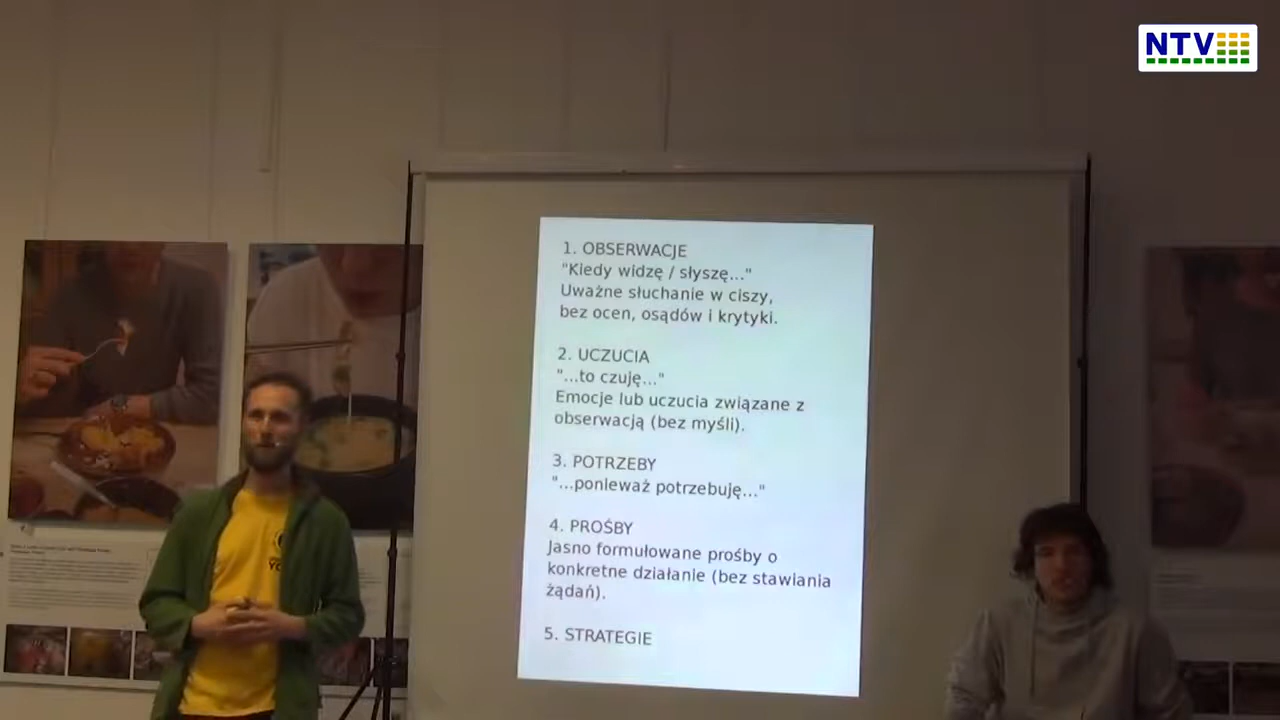 NTV
1. OBSERWACJE
"Kiedy widzę / słyszę..."
Uważne słuchanie w ciszy,
bez ocen, osądów i krytyki.
2. UCZUCIA
"...to czuję..."
Emocje lub uczucia związane z
obserwacją (bez myśli).
3. POTRZEBY
"...ponieważ potrzebuję..."
4. PROŚBY
Jasno formułowane prośby o
konkretne działanie (bez stawiania
żądań).
5. STRATEGIE